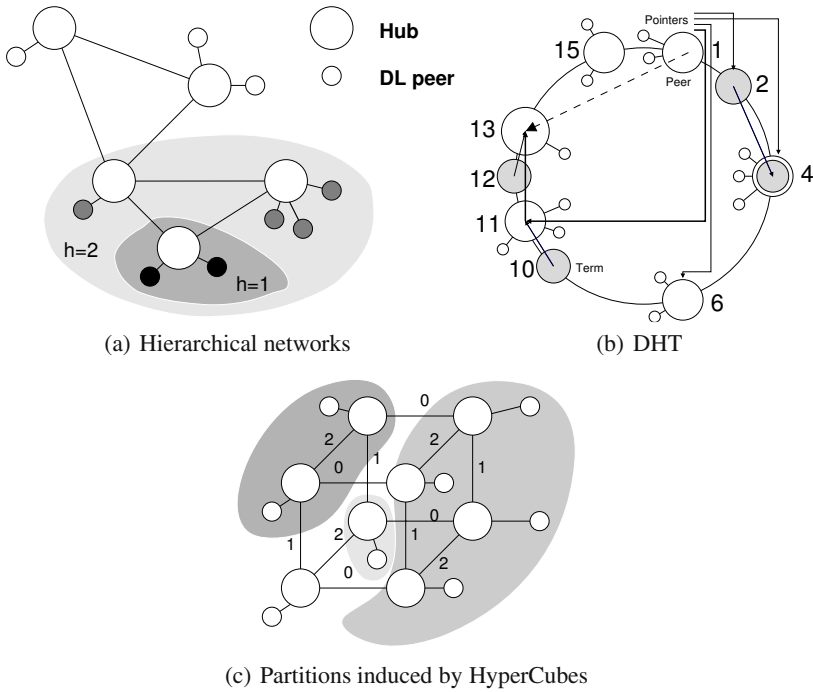 Hub
DL peer
h=2
h=1
(a) Hierarchical networks
Pointers
15
1
Peer
2
13
12
4
11
10
Term
6
(b) DHT
0
2
2
1
0
1
0
2
1
1
2
0
(c) Partitions induced by HyperCubes